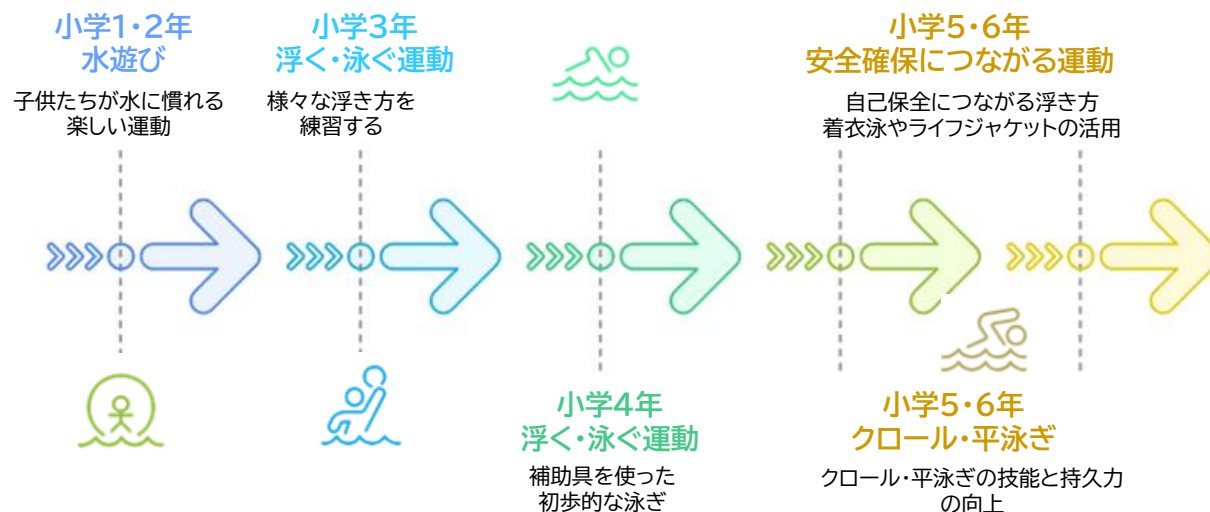 小学1・2年
水遊び
子供たちが水に慣れる
楽しい運動
小学3年
浮く・泳ぐ運動
様々な浮き方を
練習する
小学4年
浮く・泳ぐ運動
補助具を使った
初歩的な泳ぎ
小学5・6年
安全確保につながる運動
自己保全につながる浮き方
着衣泳やライフジャケットの活用
小学5・6年
クロール・平泳ぎ
クロール・平泳ぎの技能と持久力
の向上